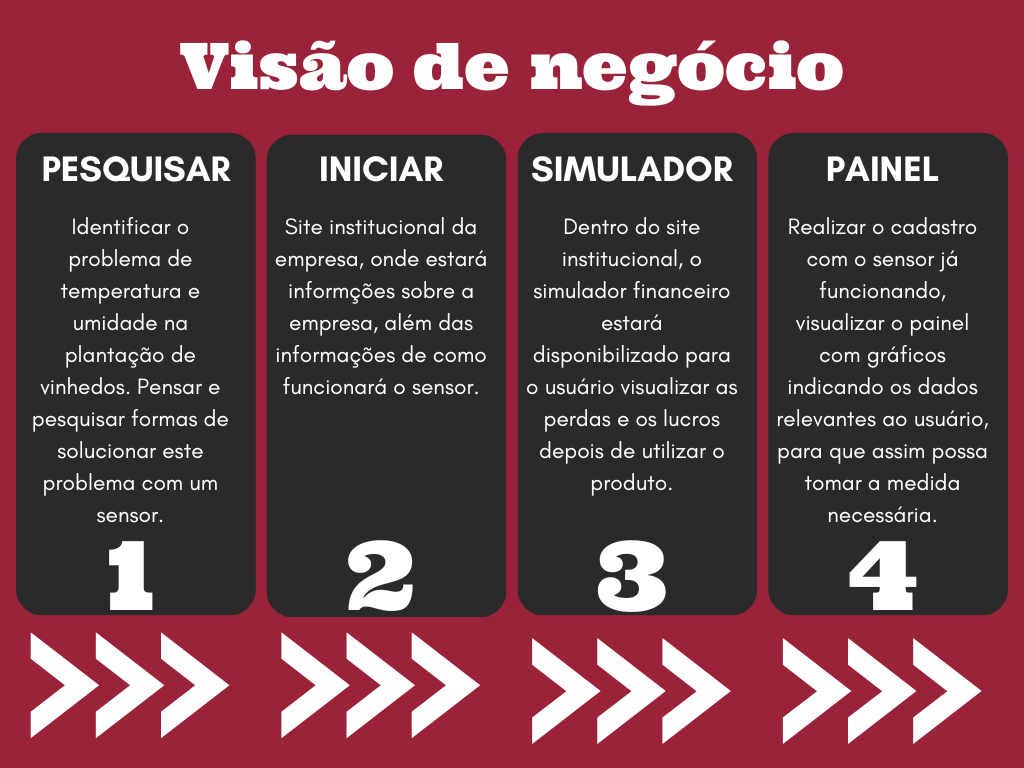 Visão de negócio
PESQUISAR
Identificar o
problema de
temperatura e
umidade na
plantação de
vinhedos. Pensar e
pesquisar formas de
solucionar este
problema com um
sensor.
1
INICIAR
Site institucional da
empresa, onde estará
informções sobre a
empresa, além das
informações de como
funcionará o sensor.
2
SIMULADOR
Dentro do site
institucional, o
simulador financeiro
estará
disponibilizado para
o usuário visualizar as
perdas e os lucros
depois de utilizar o
produto.
3
PAINEL
Realizar o cadastro
com o sensor já
funcionando,
visualizar o painel
com gráficos
indicando os dados
relevantes ao usuário,
para que assim possa
tomar a medida
necessária.
4